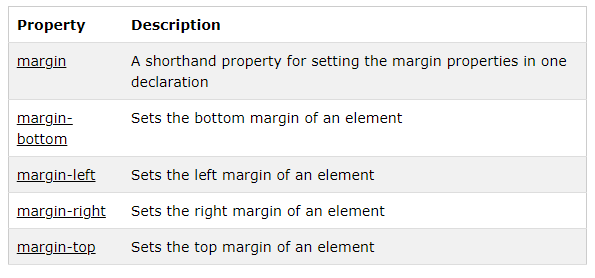 Property Description
margin A shorthand property for setting the margin properties in one
declaration
margin-
bottom Sets the bottom margin of an element
margin-left Sets the left margin of an element
margin-right Sets the right margin of an element
margin-top Sets the top margin of an element